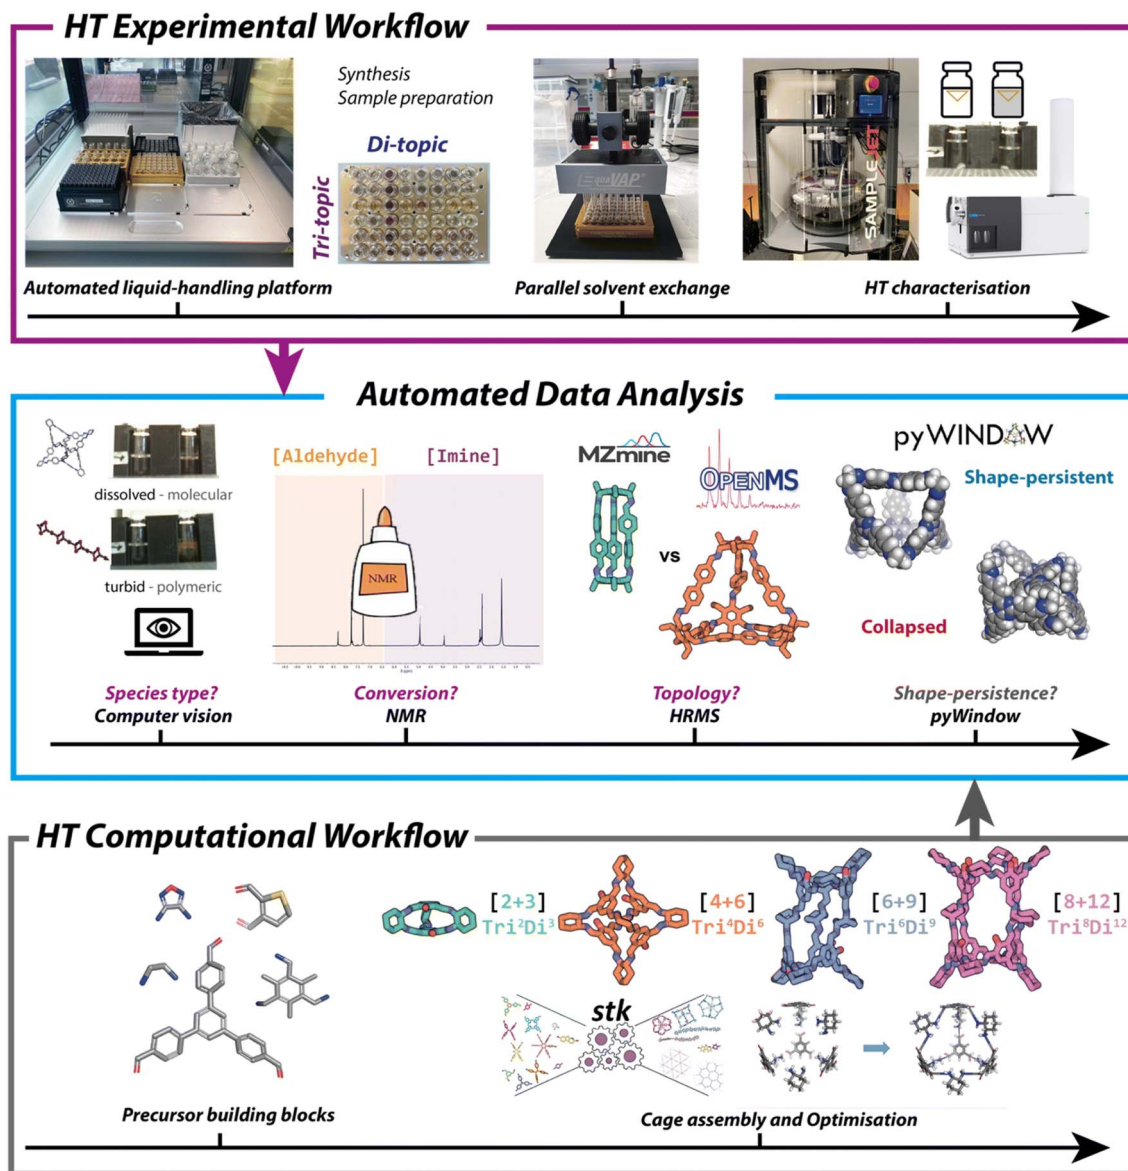 HT Experimental Workflow
Synthesis
Sample preparation
Di-topic
Tri-topic
VAP®
SAMPLEJET
Automated liquid-handling platform
Parallel solvent exchange
HT characterisation
Automated Data Analysis
dissolved - molecular
turbid - polymeric
[Aldehyde]
[Imine]
NMR
MZmine
OPENMS
vs
pyWINDOW
Shape-persistent
Collapsed
Species type?
Computer vision
Conversion?
NMR
Topology?
HRMS
Shape-persistence?
pyWindow
HT Computational Workflow
[2+3]
Tri²Di³
[4+6]
Tri⁴Di⁶
[6+9]
Tri⁶Di⁹
[8+12]
Tri⁸Di¹²
stk
Precursor building blocks
Cage assembly and Optimisation